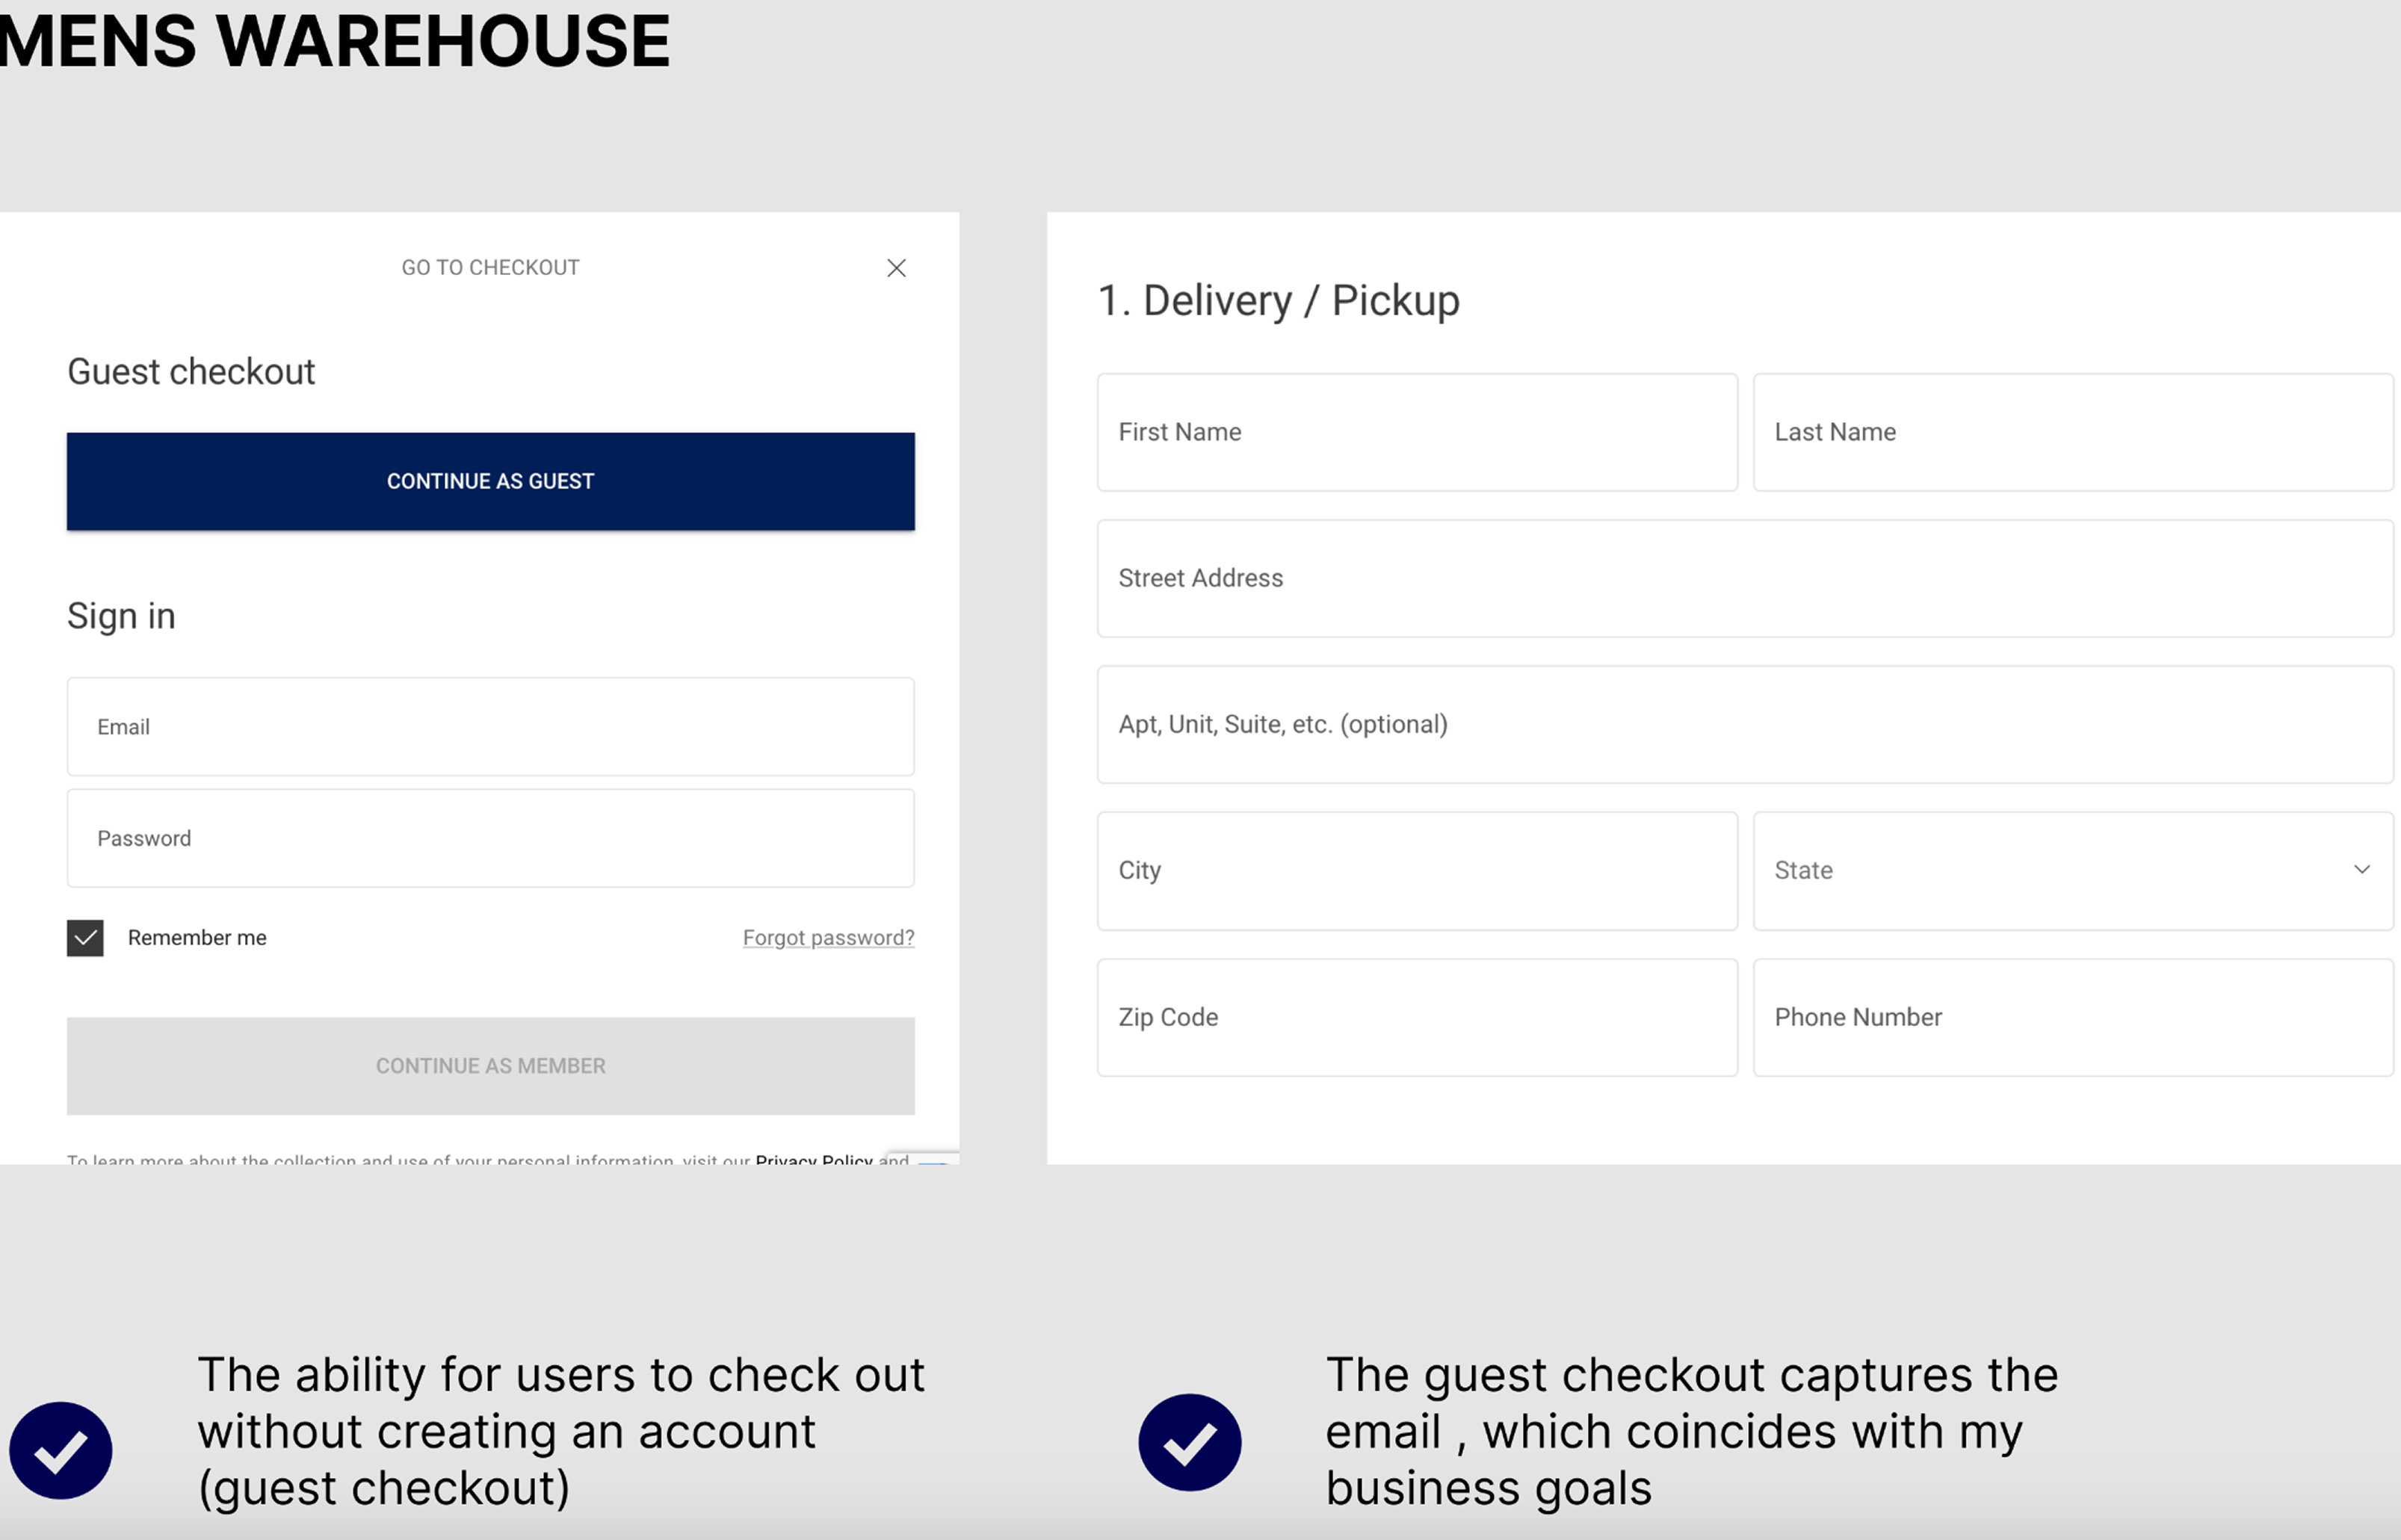 MENS WAREHOUSE
GO TO CHECKOUT
Guest checkout
CONTINUE AS GUEST
Sign in
Email
Password
Remember me
Forgot password?
CONTINUE AS MEMBER
To learn more about the collection and use of your personal information, visit our Privacy Policy and
1. Delivery / Pickup
First Name
Last Name
Street Address
Apt, Unit, Suite, etc. (optional)
City
State
Zip Code
Phone Number
The ability for users to check out
without creating an account
(guest checkout)
The guest checkout captures the
email , which coincides with my
business goals